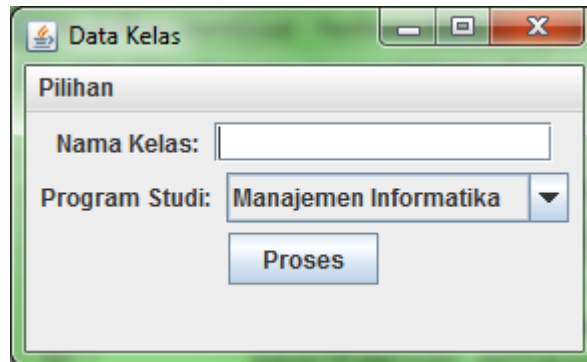 Data Kelas
Pilihan
Nama Kelas:
Program Studi: Manajemen Informatika
Proses